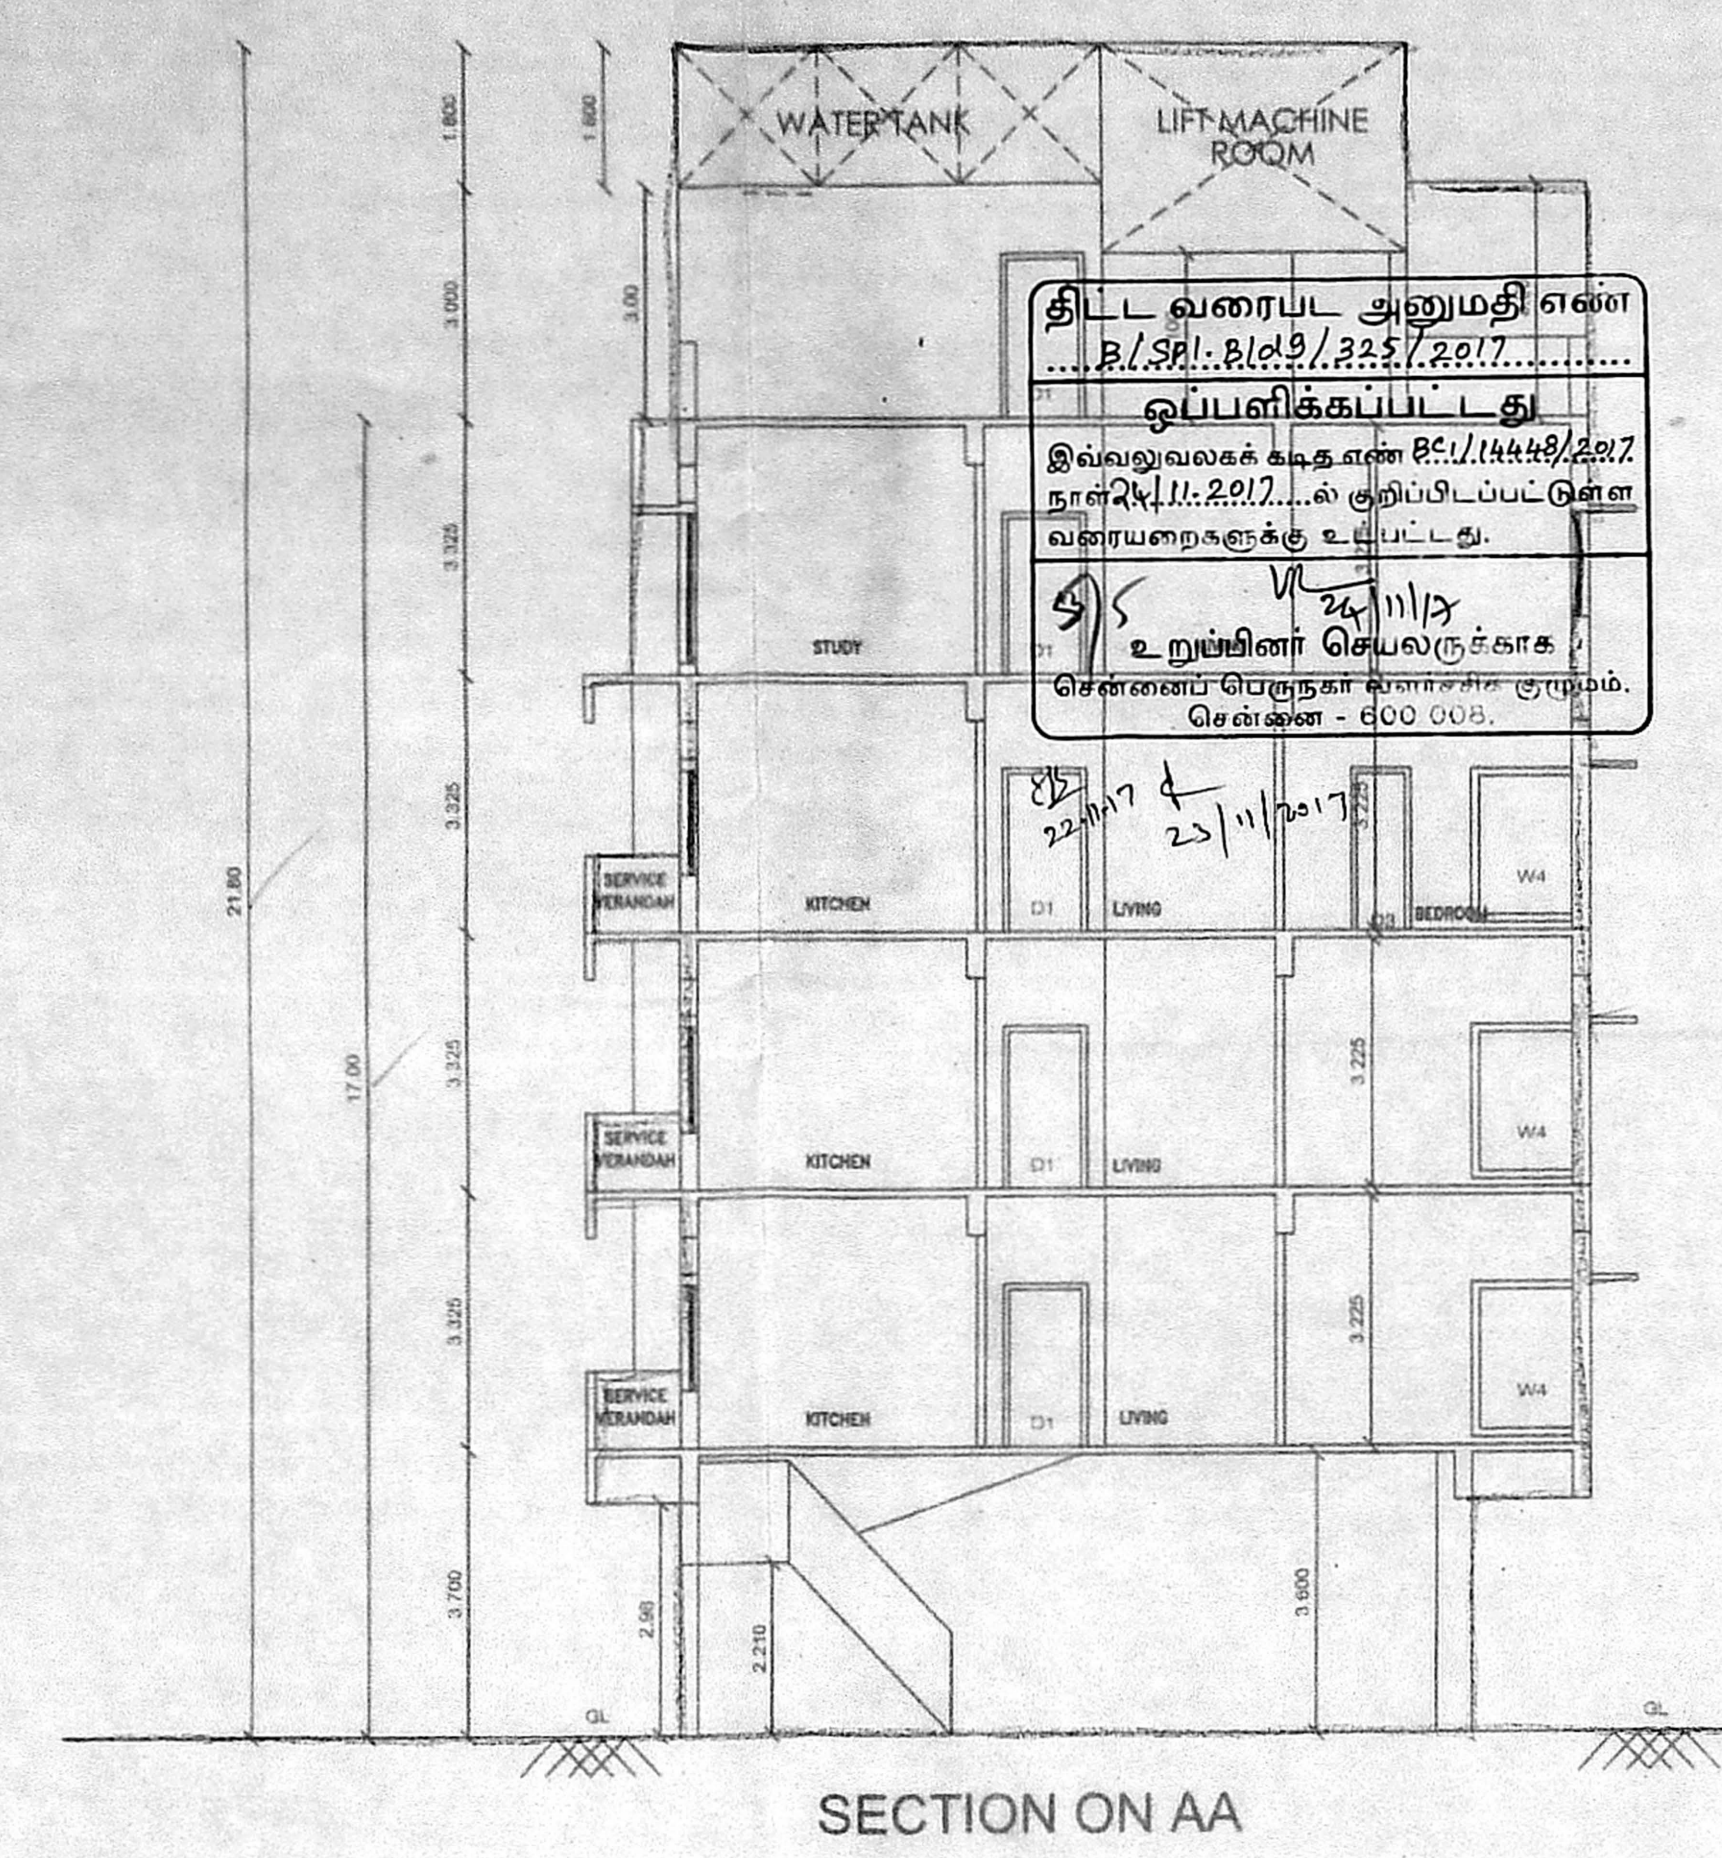 WATER TANK
LIFT MACHINE
ROOM
1.800
1.800
3.000
3.00
திட்ட வரைபட அனுமதி எண்
B/Spl. Bldg/325/2017
D1
ஒப்பளிக்கப்பட்டது
இவ்வலுவலகக் கடித எண் BC1/14448/2017
நாள் 24/11-2017 ல் குறிப்பிடப்பட்டுள்ள
வரையறைகளுக்கு உட்பட்டது.
24/11/17
உறுப்பினர் செயலருக்காக
சென்னைப் பெருநகர் வளர்ச்சிக் குழுமம்.
சென்னை - 600 008.
3.325
STUDY
D1
22-11-17
23/11/2017
3.325
3.225
21.80
SERVICE
VERANDAH
KITCHEN
D1
LIVING
D3
BEDROOM
W4
17.00
3.325
3.225
SERVICE
VERANDAH
KITCHEN
D1
LIVING
W4
3.325
3.225
SERVICE
VERANDAH
KITCHEN
D1
LIVING
W4
3.700
2.98
2.210
3.600
GL
GL
SECTION ON AA